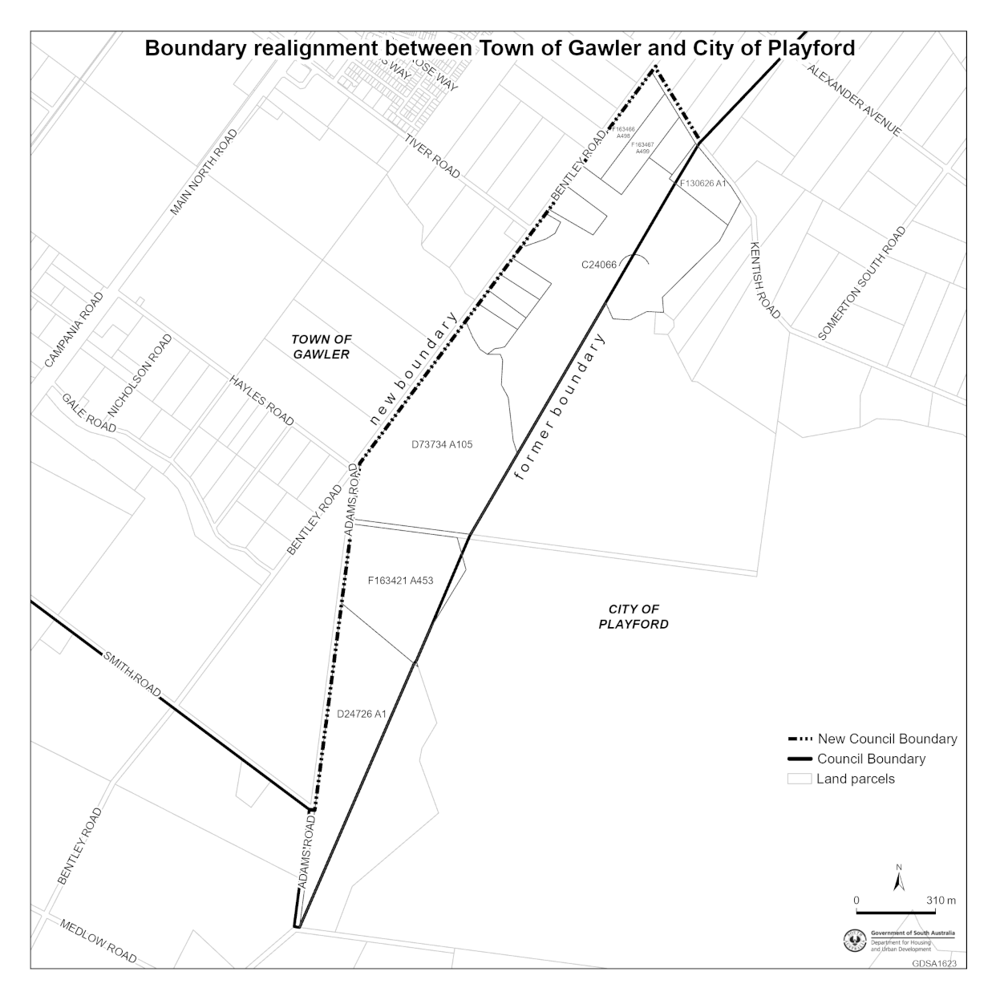 Boundary realignment between Town of Gawler and City of Playford
OSE WAY
S WAY
ALEXANDER AVENUE
TIVER ROAD
MAIN NORTH ROAD
BENTLEY ROAD
F163466
A498
F163467
A499
F130626 A1
KENTISH ROAD
SOMERTON SOUTH ROAD
C24066
CAMPANIA ROAD
NICHOLSON ROAD
GALE ROAD
HAYLES ROAD
TOWN OF
GAWLER
new boundary
former boundary
D73734 A105
ADAMS ROAD
BENTLEY ROAD
F163421 A453
CITY OF
PLAYFORD
SMITH ROAD
D24726 A1
New Council Boundary
Council Boundary
Land parcels
BENTLEY ROAD
ADAMS ROAD
MEDLOW ROAD
N
0 310 m
Government of South Australia
Department for Housing
and Urban Development
GDSA1623